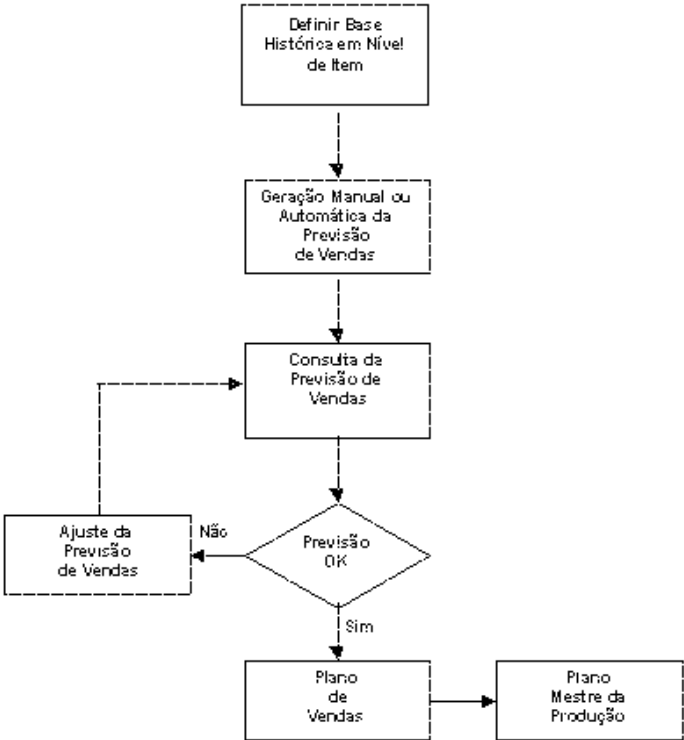 Definir Base
Histórica em Nível
de Item
Geração Manual ou
Automática da
Previsão
de Vendas
Consulta da
Previsão de
Vendas
Ajuste da
Previsão
de Vendas
Não
Previsão
OK
Sim
Plano
de
Vendas
Plano
Mestre da
Produção